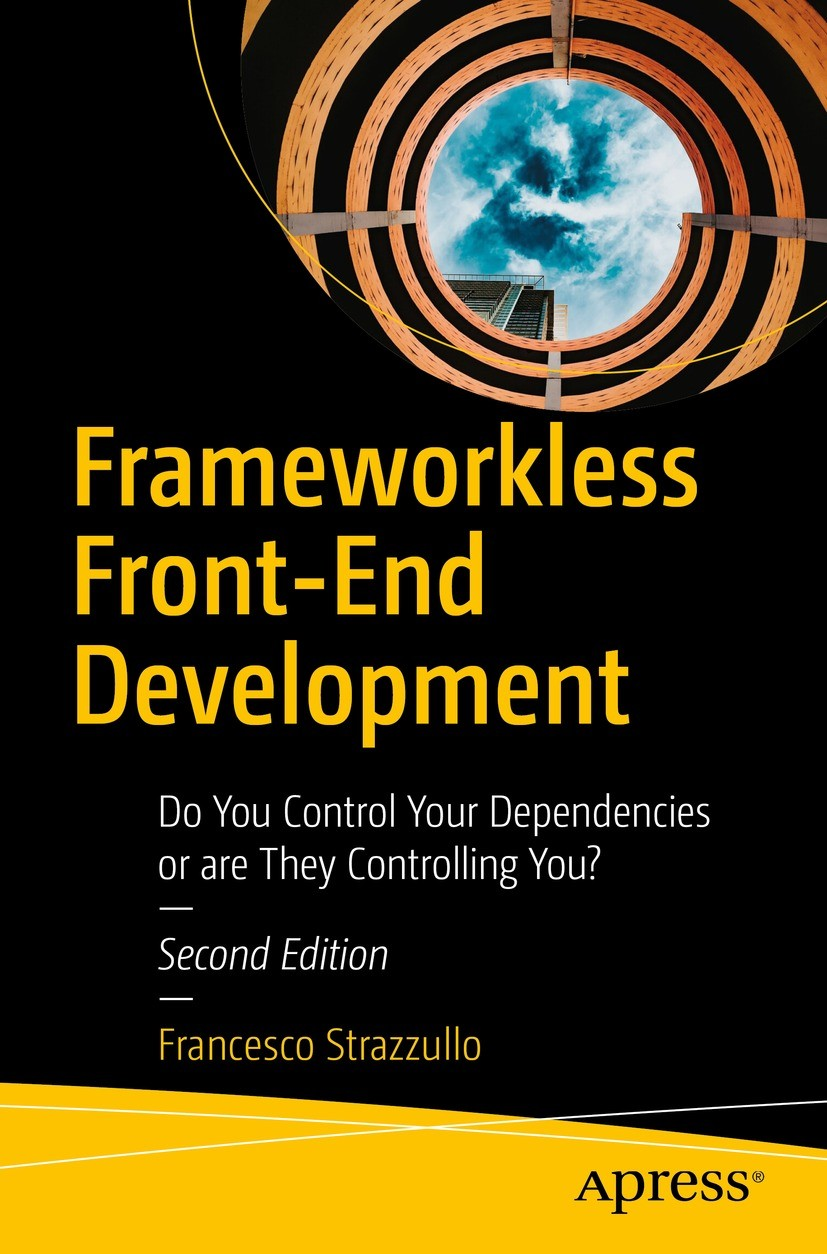 Frameworkless
Front-End
Development
Do You Control Your Dependencies
or are They Controlling You?
—
Second Edition
—
Francesco Strazzullo
Apress®